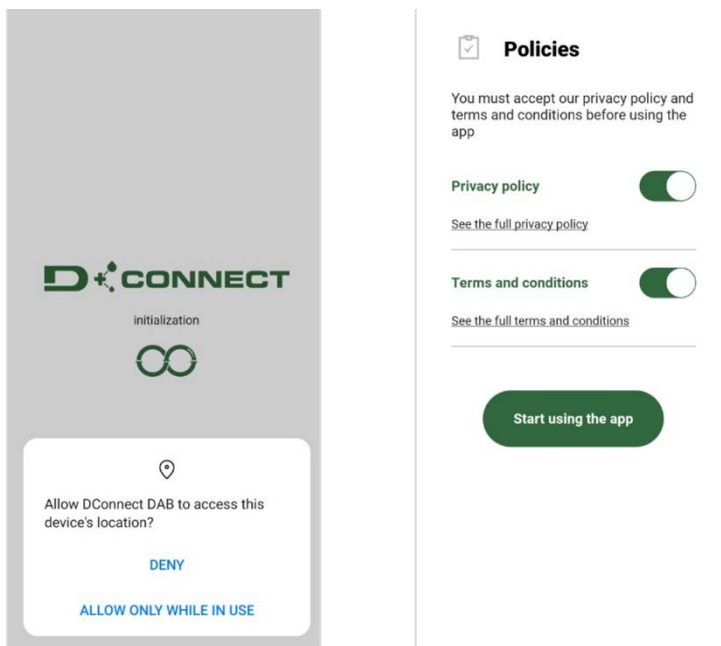 D CONNECT
initialization
Allow DConnect DAB to access this
device's location?
DENY
ALLOW ONLY WHILE IN USE
Policies
You must accept our privacy policy and
terms and conditions before using the
app
Privacy policy
See the full privacy policy
Terms and conditions
See the full terms and conditions
Start using the app